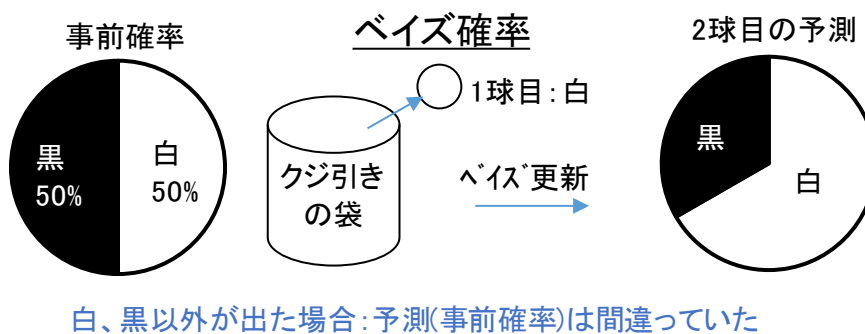 ベイズ確率
事前確率
黒
50%
白
50%
クジ引き
の袋
1球目：白
ﾍﾞｲｽﾞ更新
2球目の予測
黒
白
白、黒以外が出た場合：予測(事前確率)は間違っていた